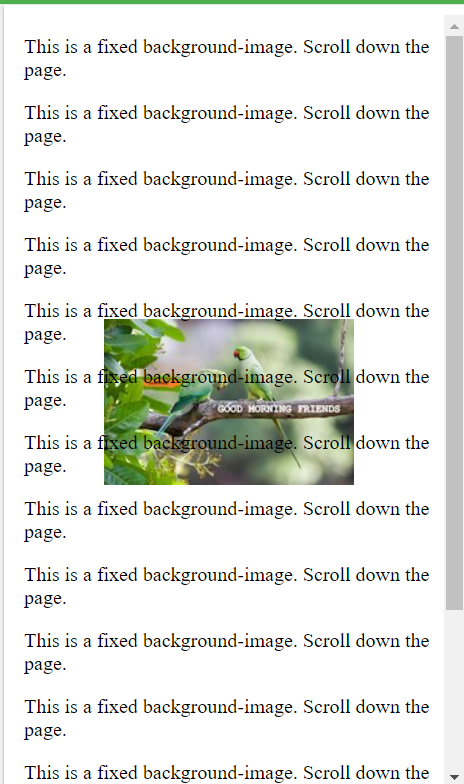 This is a fixed background-image. Scroll down the
page.
This is a fixed background-image. Scroll down the
page.
This is a fixed background-image. Scroll down the
page.
This is a fixed background-image. Scroll down the
page.
This is a fixed background-image. Scroll down the
page.
This is a fixed background-image. Scroll down the
page.
GOOD MORNING FRIENDS
This is a fixed background-image. Scroll down the
page.
This is a fixed background-image. Scroll down the
page.
This is a fixed background-image. Scroll down the
page.
This is a fixed background-image. Scroll down the
page.
This is a fixed background-image. Scroll down the
page.
This is a fixed background-image. Scroll down the